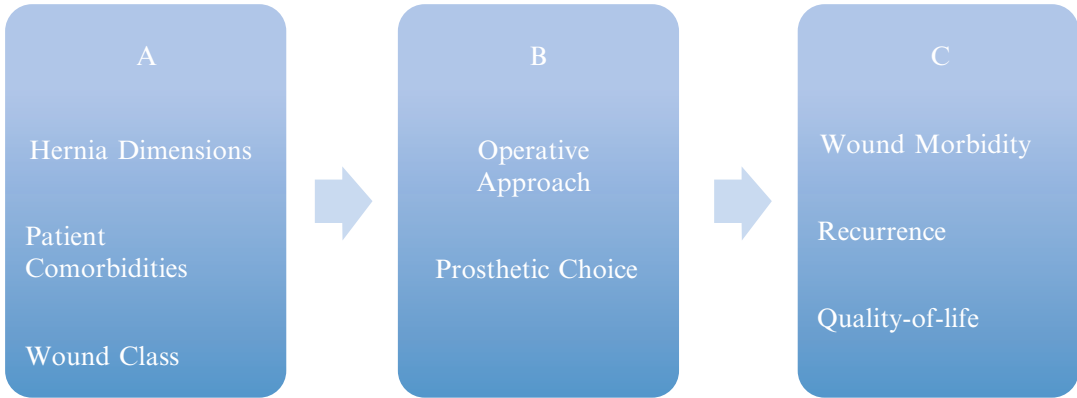 A
Hernia Dimensions
Patient
Comorbidities
Wound Class
B
Operative
Approach
Prosthetic Choice
C
Wound Morbidity
Recurrence
Quality-of-life